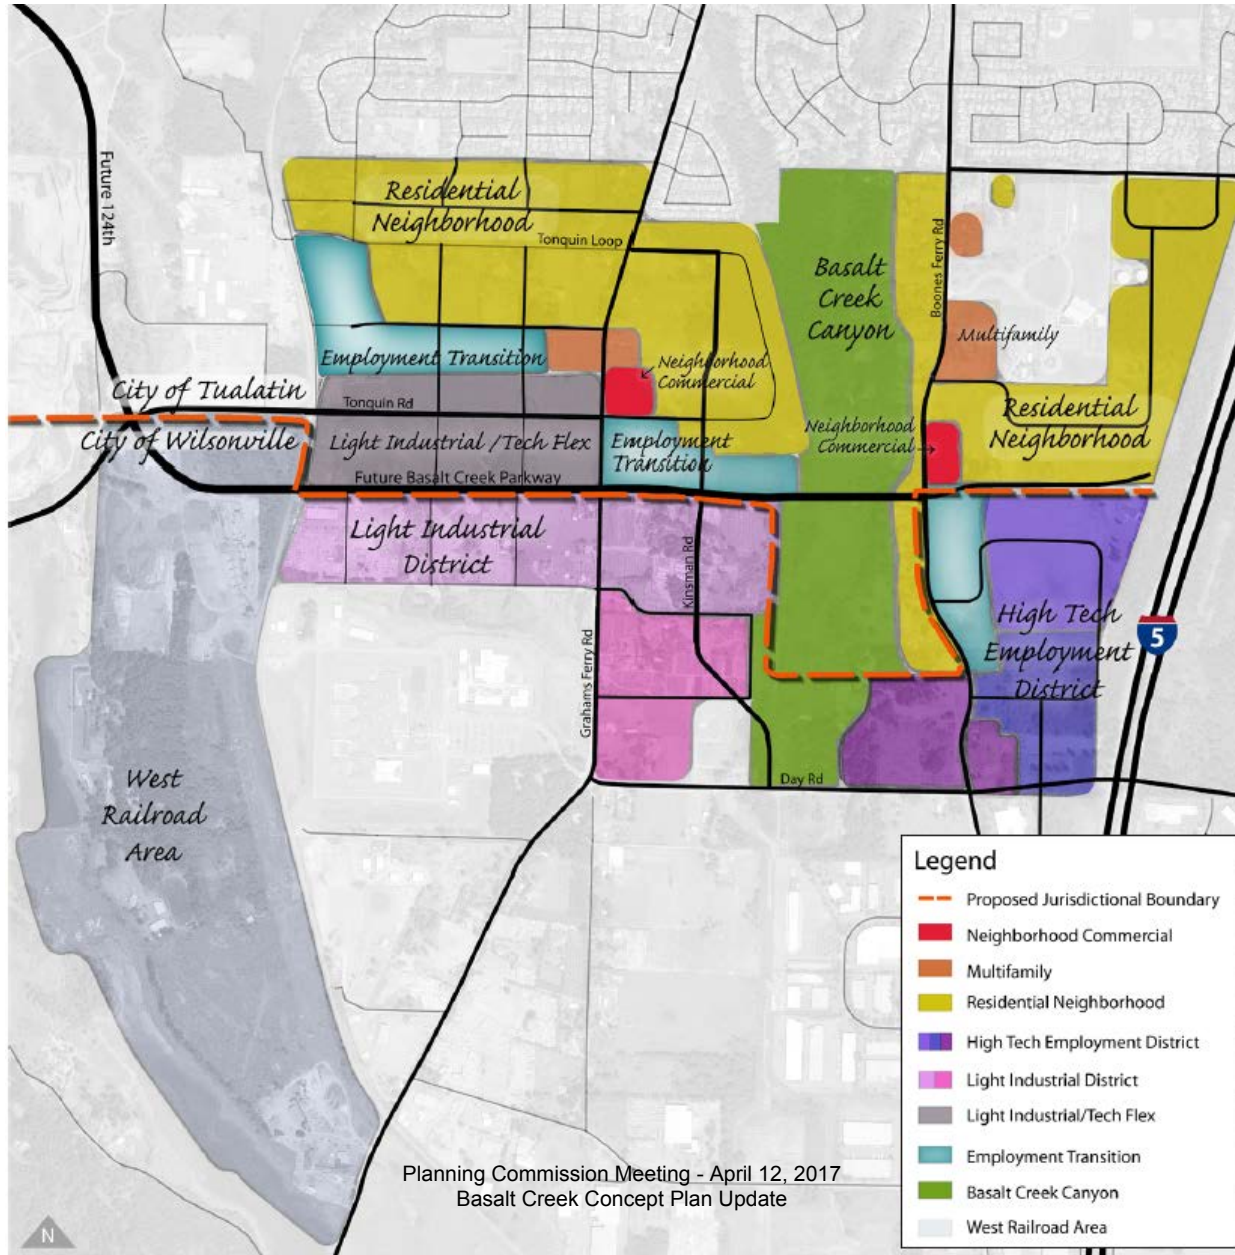 Future 124th
Residential
Neighborhood
Tonquin Loop
Basalt
Creek
Canyon
Boones Ferry Rd
Multifamily
Employment Transition
Neighborhood
Commercial
City of Tualatin
Tonquin Rd
City of Wilsonville
Light Industrial / Tech Flex
Employment
Transition
Neighborhood
Commercial
Residential
Neighborhood
Future Basalt Creek Parkway
Light Industrial
District
Kinsman Rd
High Tech
Employment
District
5
Grahams Ferry Rd
Day Rd
West
Railroad
Area
Legend
Proposed Jurisdictional Boundary
Neighborhood Commercial
Multifamily
Residential Neighborhood
High Tech Employment District
Light Industrial District
Light Industrial/Tech Flex
Employment Transition
Basalt Creek Canyon
West Railroad Area
Planning Commission Meeting - April 12, 2017
Basalt Creek Concept Plan Update
N